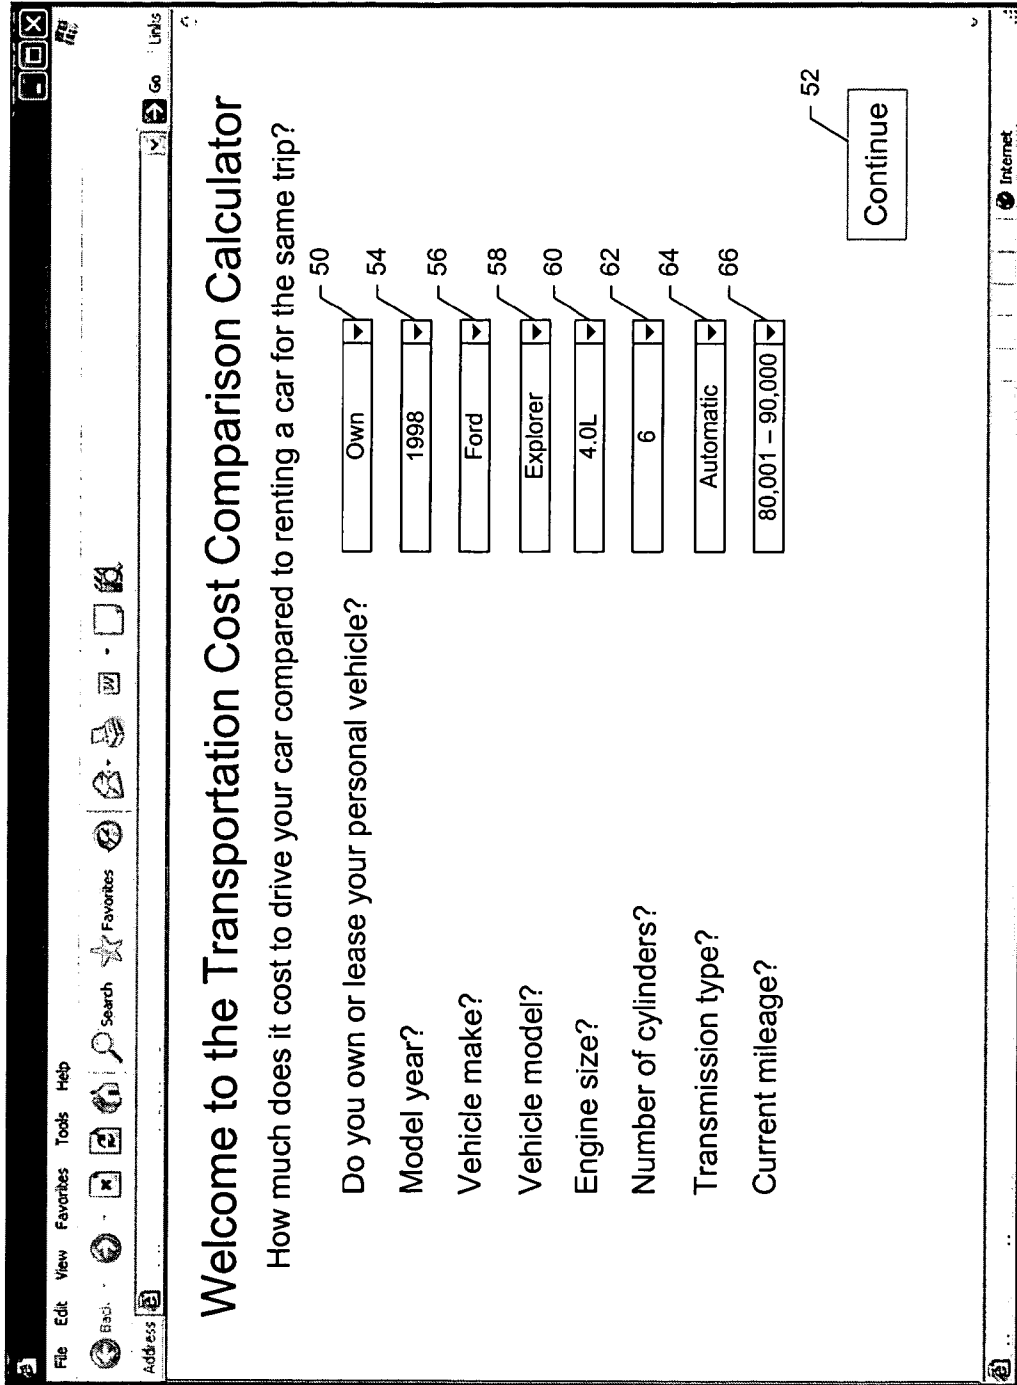 File Edit View Favorites Tools Help
Back Search Favorites
Address Go Links
Welcome to the Transportation Cost Comparison Calculator
How much does it cost to drive your car compared to renting a car for the same trip?
Do you own or lease your personal vehicle? Own 50
Model year? 1998 54
Vehicle make? Ford 56
Vehicle model? Explorer 58
Engine size? 4.0L 60
Number of cylinders? 6 62
Transmission type? Automatic 64
Current mileage? 80,001 – 90,000 66
52
Continue
Internet